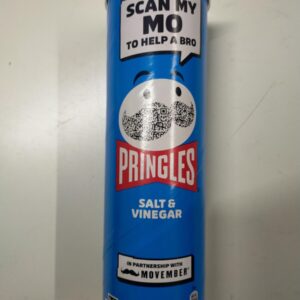 SCAN MY
MO
TO HELP A BRO
PRINGLES
SALT &
VINEGAR
IN PARTNERSHIP WITH
MOVEMBER